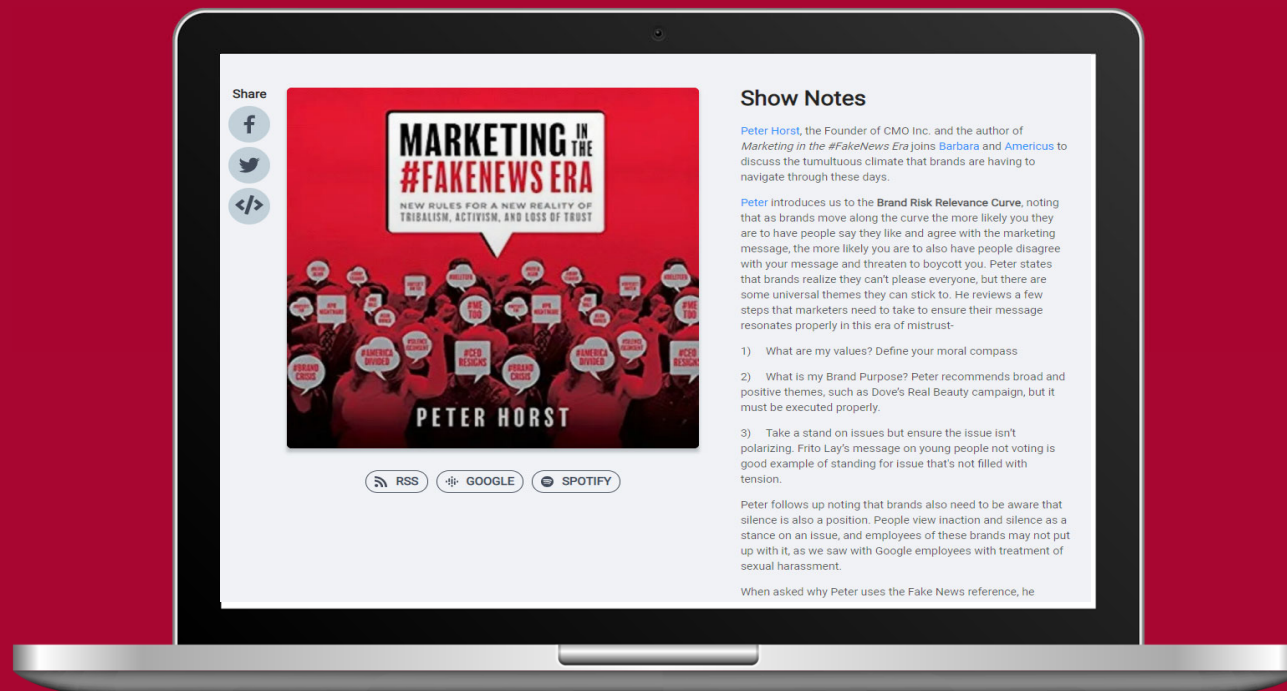 Share
</>
MARKETING IN THE
#FAKENEWS ERA
NEW RULES FOR A NEW REALITY OF
TRIBALISM, ACTIVISM, AND LOSS OF TRUST
#ME
TOO
#ME
TOO
#AMERICA
DIVIDED
#CEO
RESIGNS
#AMERICA
DIVIDED
#CEO
RESIGNS
#BRAND
CRISIS
#BRAND
CRISIS
PETER HORST
RSS
GOOGLE
SPOTIFY
Show Notes
Peter Horst, the Founder of CMO Inc. and the author of
Marketing in the #FakeNews Era joins Barbara and Americus to
discuss the tumultuous climate that brands are having to
navigate through these days.
Peter introduces us to the Brand Risk Relevance Curve, noting
that as brands move along the curve the more likely you they
are to have people say they like and agree with the marketing
message, the more likely you are to also have people disagree
with your message and threaten to boycott you. Peter states
that brands realize they can't please everyone, but there are
some universal themes they can stick to. He reviews a few
steps that marketers need to take to ensure their message
resonates properly in this era of mistrust-
1) What are my values? Define your moral compass
2) What is my Brand Purpose? Peter recommends broad and
positive themes, such as Dove's Real Beauty campaign, but it
must be executed properly.
3) Take a stand on issues but ensure the issue isn't
polarizing. Frito Lay's message on young people not voting is
good example of standing for issue that's not filled with
tension.
Peter follows up noting that brands also need to be aware that
silence is also a position. People view inaction and silence as a
stance on an issue, and employees of these brands may not put
up with it, as we saw with Google employees with treatment of
sexual harassment.
When asked why Peter uses the Fake News reference, he